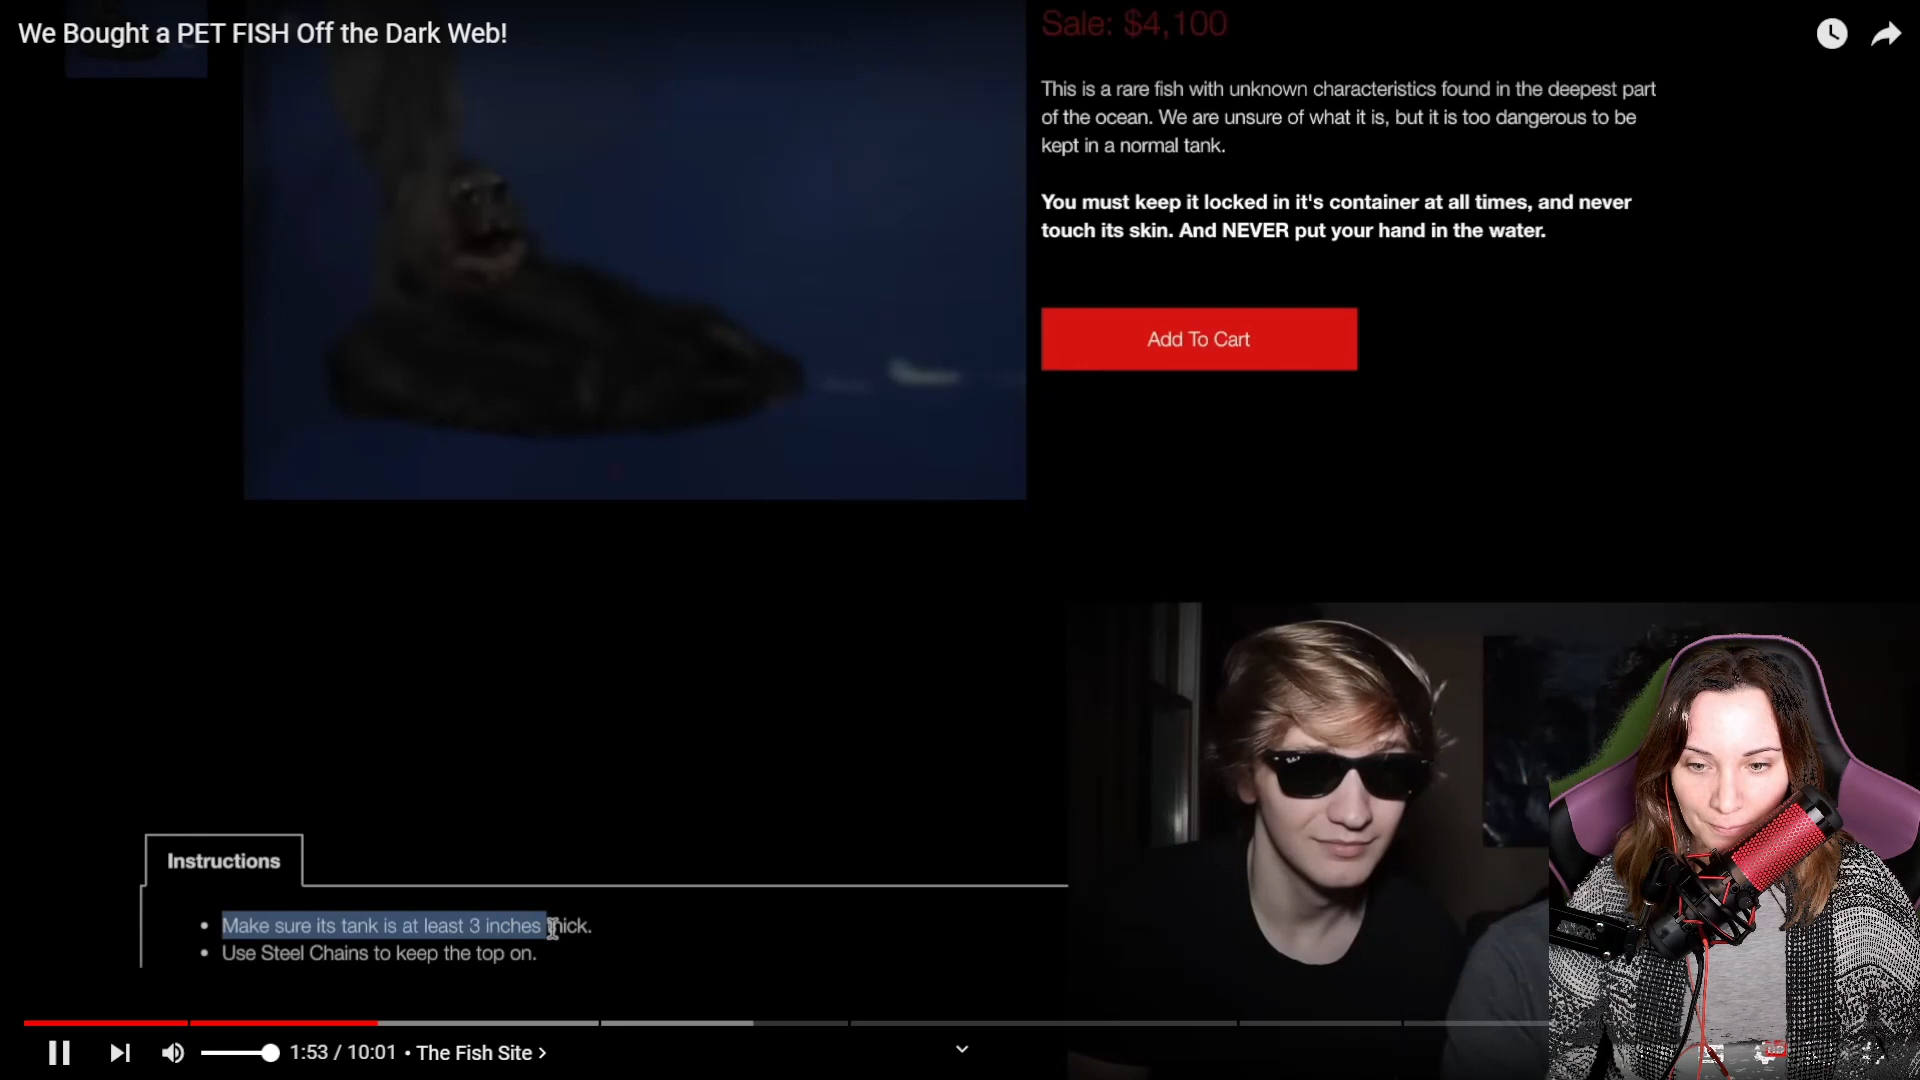 We Bought a PET FISH Off the Dark Web!
Sale: $4,100
This is a rare fish with unknown characteristics found in the deepest part
of the ocean. We are unsure of what it is, but it is too dangerous to be
kept in a normal tank.
You must keep it locked in it's container at all times, and never
touch its skin. And NEVER put your hand in the water.
Add To Cart
Instructions
• Make sure its tank is at least 3 inches thick.
• Use Steel Chains to keep the top on.
1:53 / 10:01 • The Fish Site >